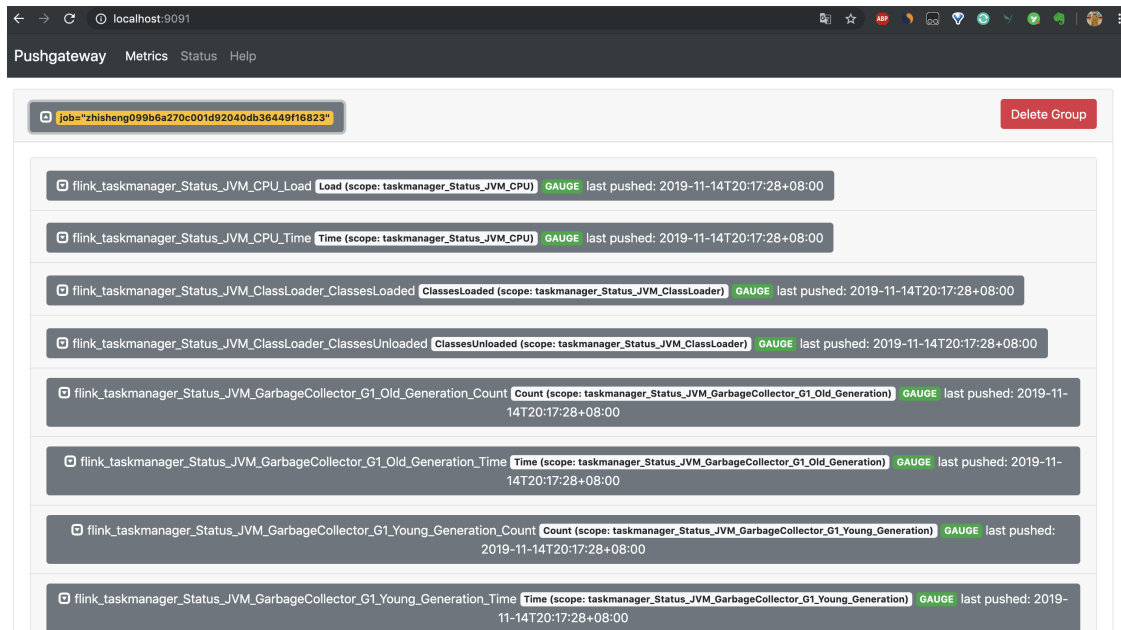 localhost:9091
ABP
Pushgateway Metrics Status Help
job="zhisheng099b6a270c001d92040db36449f16823"
Delete Group
flink_taskmanager_Status_JVM_CPU_Load Load (scope: taskmanager_Status_JVM_CPU) GAUGE last pushed: 2019-11-14T20:17:28+08:00
flink_taskmanager_Status_JVM_CPU_Time Time (scope: taskmanager_Status_JVM_CPU) GAUGE last pushed: 2019-11-14T20:17:28+08:00
flink_taskmanager_Status_JVM_ClassLoader_ClassesLoaded ClassesLoaded (scope: taskmanager_Status_JVM_ClassLoader) GAUGE last pushed: 2019-11-14T20:17:28+08:00
flink_taskmanager_Status_JVM_ClassLoader_ClassesUnloaded ClassesUnloaded (scope: taskmanager_Status_JVM_ClassLoader) GAUGE last pushed: 2019-11-14T20:17:28+08:00
flink_taskmanager_Status_JVM_GarbageCollector_G1_Old_Generation_Count Count (scope: taskmanager_Status_JVM_GarbageCollector_G1_Old_Generation) GAUGE last pushed: 2019-11-
14T20:17:28+08:00
flink_taskmanager_Status_JVM_GarbageCollector_G1_Old_Generation_Time Time (scope: taskmanager_Status_JVM_GarbageCollector_G1_Old_Generation) GAUGE last pushed: 2019-11-
14T20:17:28+08:00
flink_taskmanager_Status_JVM_GarbageCollector_G1_Young_Generation_Count Count (scope: taskmanager_Status_JVM_GarbageCollector_G1_Young_Generation) GAUGE last pushed:
2019-11-14T20:17:28+08:00
flink_taskmanager_Status_JVM_GarbageCollector_G1_Young_Generation_Time Time (scope: taskmanager_Status_JVM_GarbageCollector_G1_Young_Generation) GAUGE last pushed: 2019-
11-14T20:17:28+08:00